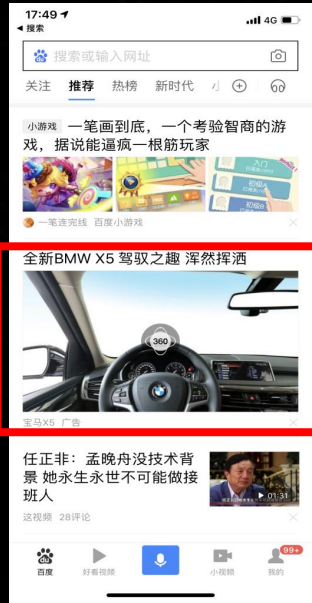 17:49
4G
搜索
搜索或输入网址
关注 推荐 热榜 新时代
小游戏 一笔画到底，一个考验智商的游
戏，据说能逼疯一根筋玩家
入门
初级A
初级B
一笔连完线 百度小游戏
全新BMW X5 驾驭之趣 浑然挥洒
360
宝马X5 广告
任正非：孟晚舟没技术背
景 她永生永世不可能做接
班人
01:31
这视频 28评论
99+
百度 好看视频 小视频 我的